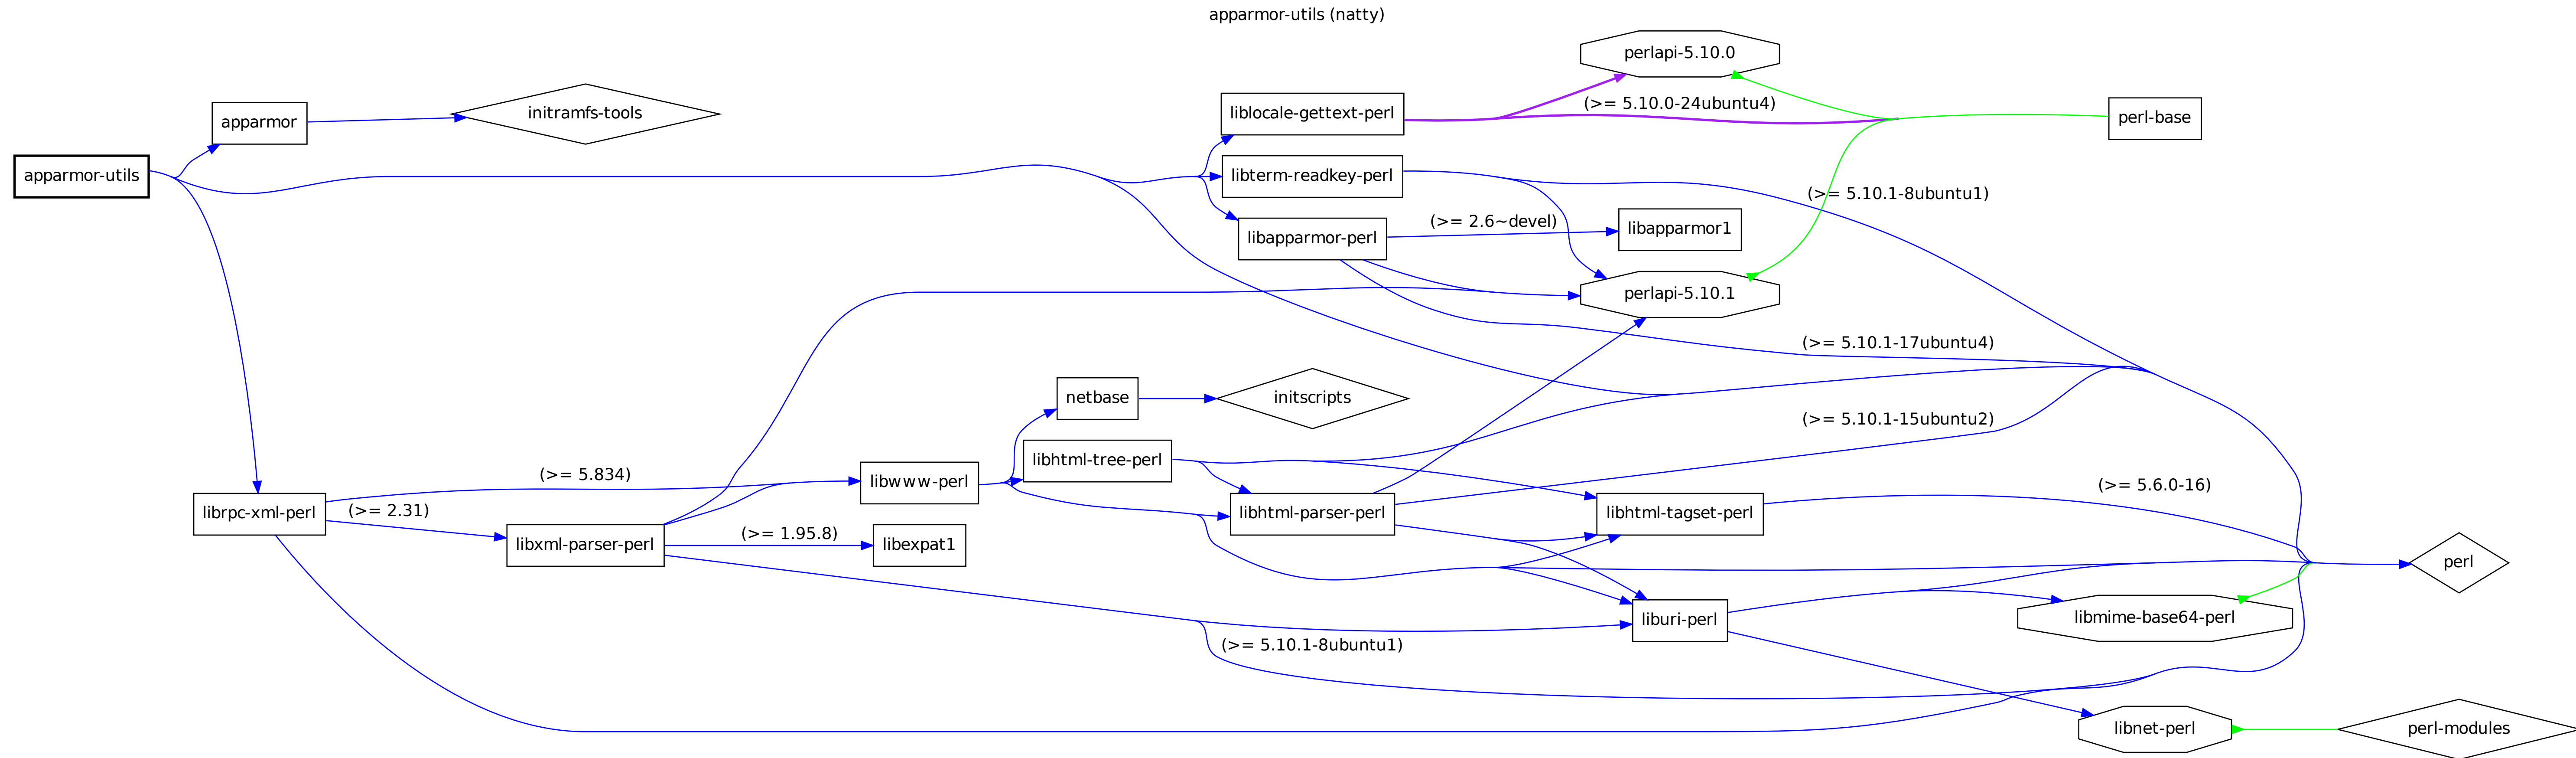 apparmor-utils (natty)
perlapi-5.10.0
liblocale-gettext-perl
(>= 5.10.0-24ubuntu4)
perl-base
apparmor
initramfs-tools
apparmor-utils
libterm-readkey-perl
(>= 5.10.1-8ubuntu1)
libapparmor-perl
(>= 2.6~devel)
libapparmor1
perlapi-5.10.1
(>= 5.10.1-17ubuntu4)
netbase
initscripts
(>= 5.10.1-15ubuntu2)
libhtml-tree-perl
(>= 5.834)
libwww-perl
(>= 5.6.0-16)
librpc-xml-perl
(>= 2.31)
libhtml-parser-perl
libhtml-tagset-perl
libxml-parser-perl
(>= 1.95.8)
libexpat1
perl
liburi-perl
libmime-base64-perl
(>= 5.10.1-8ubuntu1)
libnet-perl
perl-modules